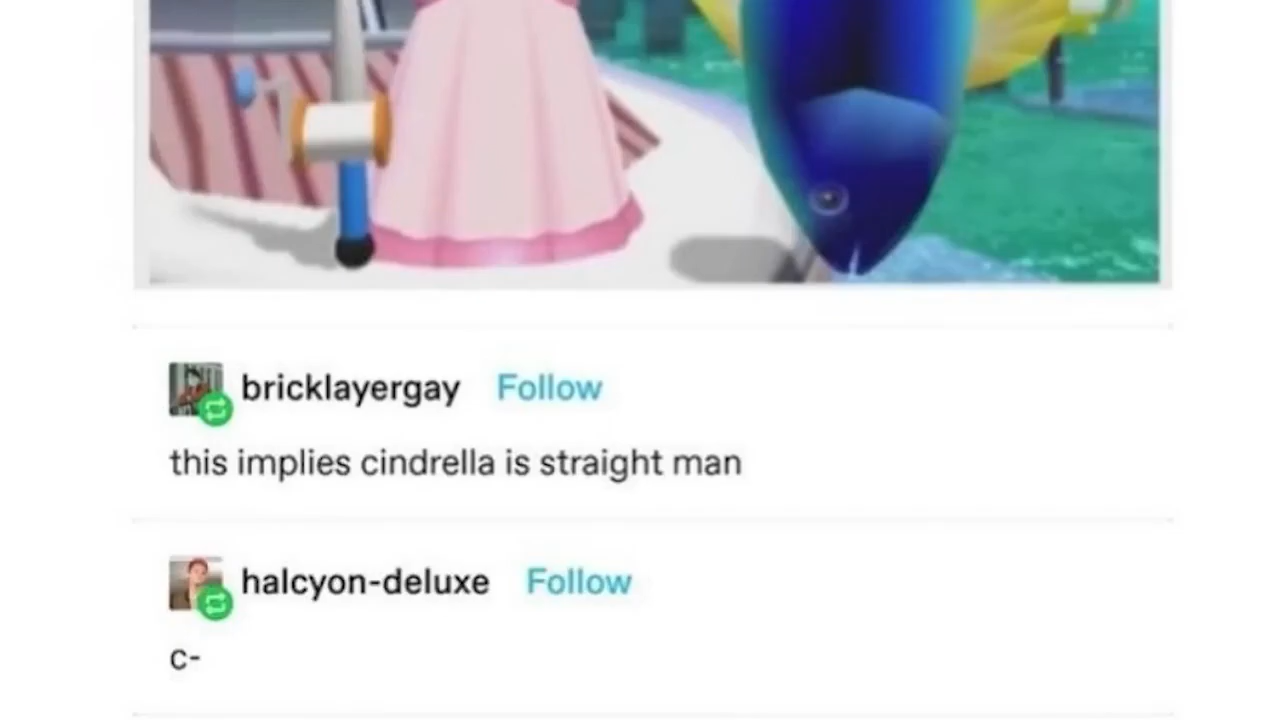 bricklayergay Follow
this implies cindrella is straight man
halcyon-deluxe Follow
c-